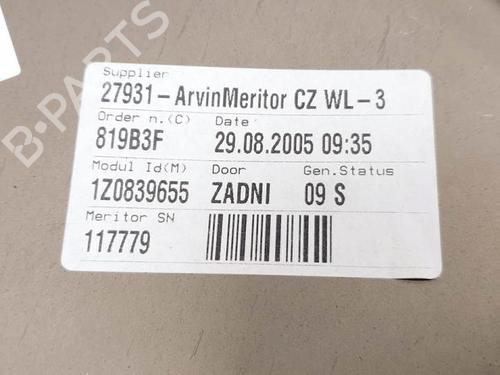 B-PARTS
Supplier
27931-ArvinMeritor CZ WL-3
Order n.(C) Date
819B3F 29.08.2005 09:35
Modul Id(M) Door Gen.Status
1Z0839655 ZADNI 09 S
Meritor SN
117779